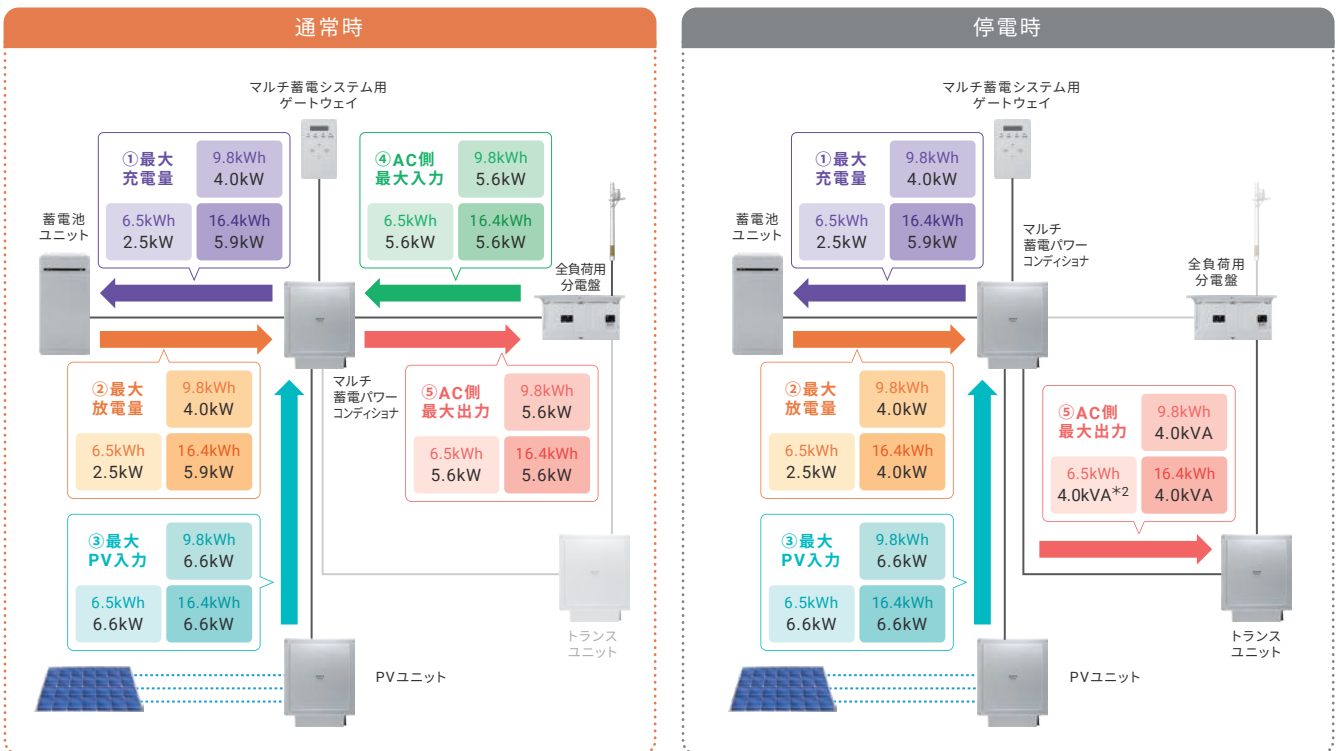 通常時
マルチ蓄電システム用
ゲートウェイ
①最大
充電量
9.8kWh
4.0kW
6.5kWh
2.5kW
16.4kWh
5.9kW
④AC側
最大入力
9.8kWh
5.6kW
6.5kWh
5.6kW
16.4kWh
5.6kW
蓄電池
ユニット
全負荷用
分電盤
②最大
放電量
9.8kWh
4.0kW
6.5kWh
2.5kW
16.4kWh
5.9kW
マルチ
蓄電パワー
コンディショナ
⑤AC側
最大出力
9.8kWh
5.6kW
6.5kWh
5.6kW
16.4kWh
5.6kW
③最大
PV入力
9.8kWh
6.6kW
6.5kWh
6.6kW
16.4kWh
6.6kW
トランス
ユニット
PVユニット
停電時
マルチ蓄電システム用
ゲートウェイ
①最大
充電量
9.8kWh
4.0kW
6.5kWh
2.5kW
16.4kWh
5.9kW
蓄電池
ユニット
マルチ
蓄電パワー
コンディショナ
全負荷用
分電盤
②最大
放電量
9.8kWh
4.0kW
6.5kWh
2.5kW
16.4kWh
4.0kW
⑤AC側
最大出力
9.8kWh
4.0kVA
6.5kWh
4.0kVA＊2
16.4kWh
4.0kVA
③最大
PV入力
9.8kWh
6.6kW
6.5kWh
6.6kW
16.4kWh
6.6kW
トランス
ユニット
PVユニット